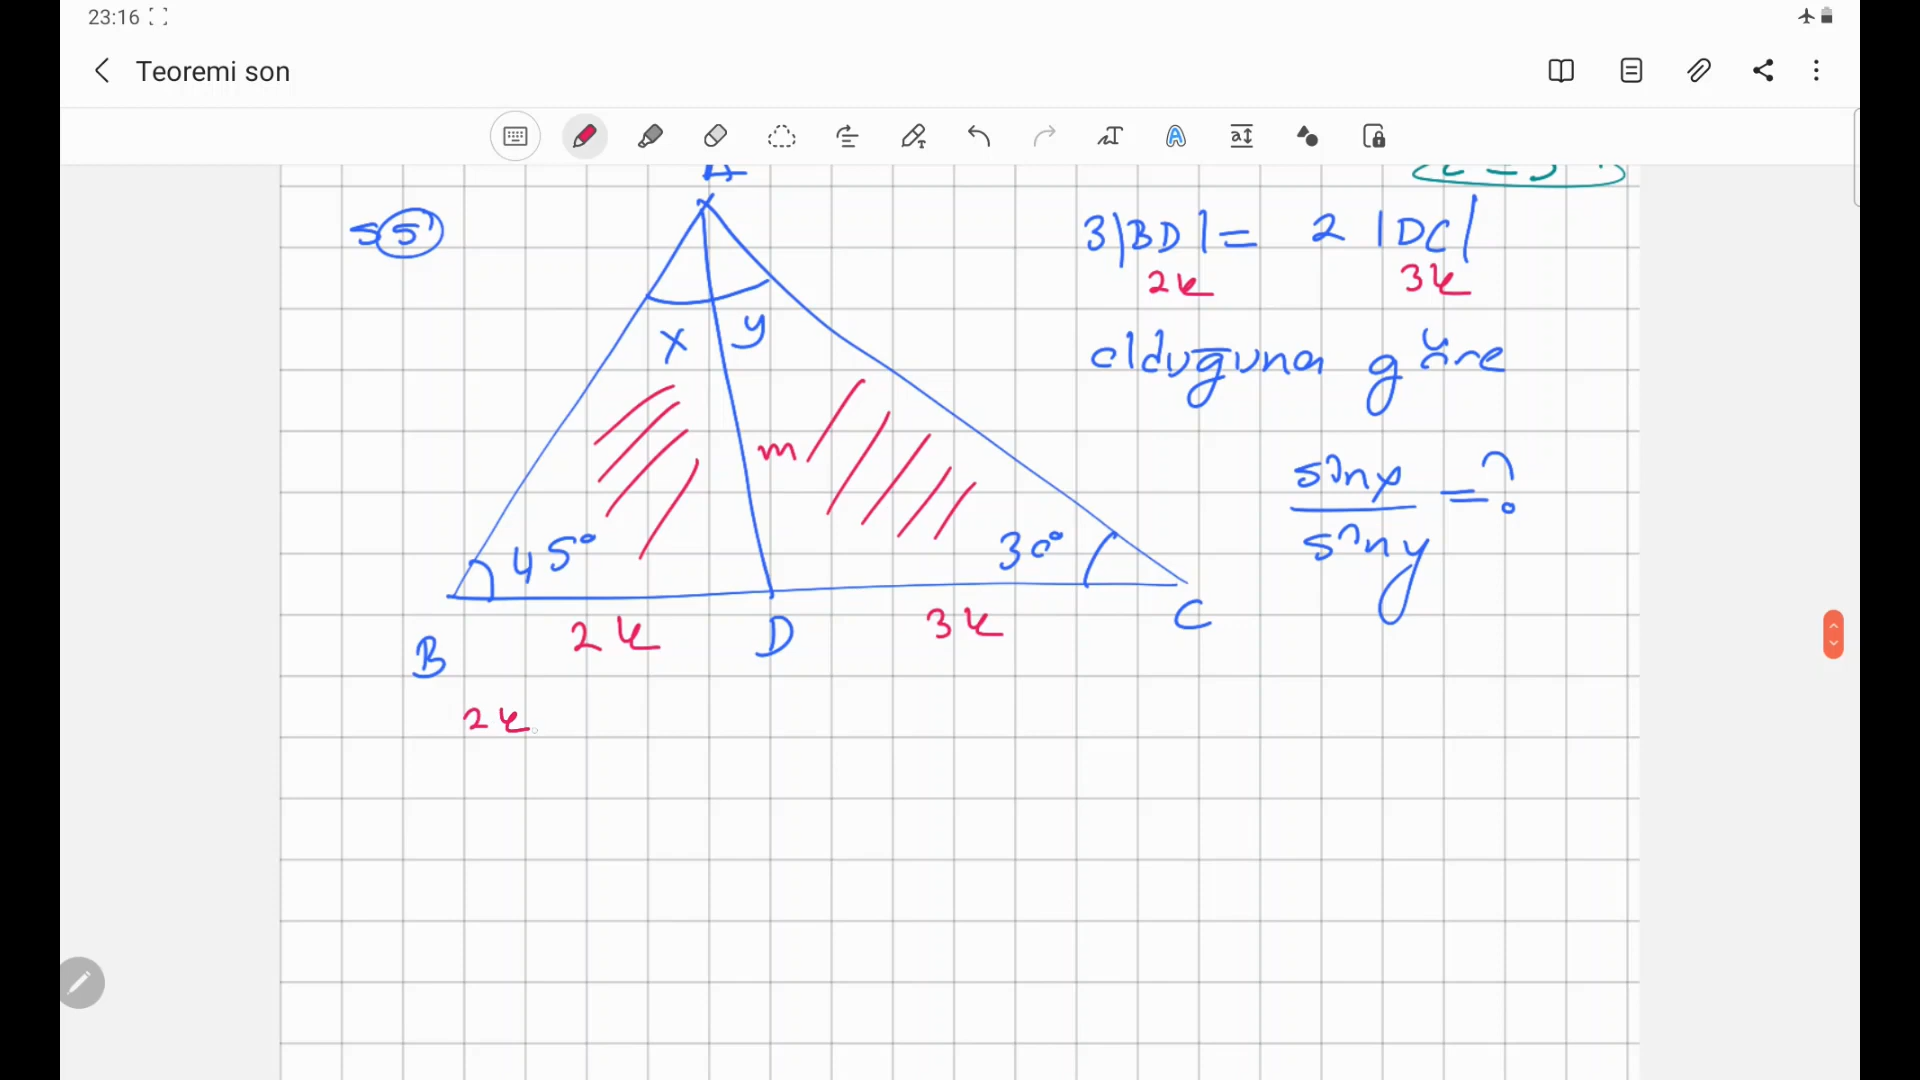 23:16
Teoremi son
A
S5
3|BD| = 2 |DC|
2k 3k
olduğuna göre
x y
m
sinx
siny
=?
45° 30°
B 2k D 3k C
2k